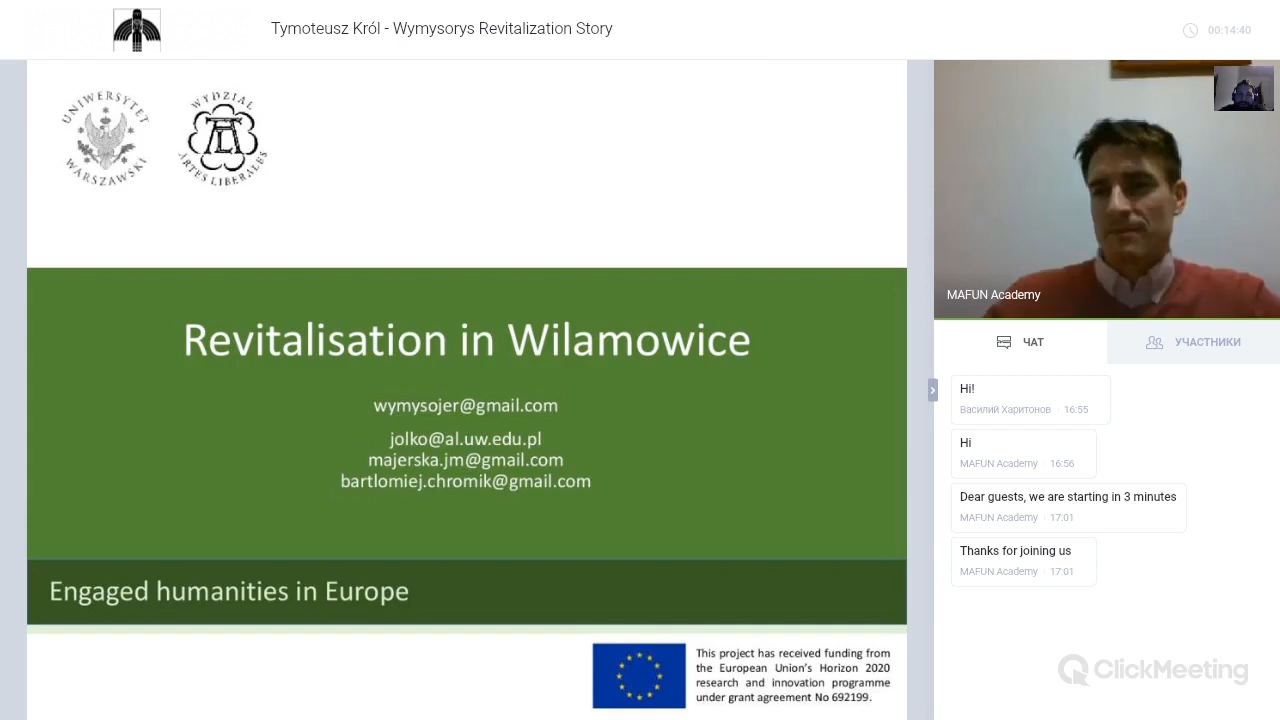 Tymoteusz Król - Wymysorys Revitalization Story
00:14:40
UNIWERSYTET
WARSZAWSKI
WYDZIAŁ
ARTES LIBERALES
Revitalisation in Wilamowice
wymysojer@gmail.com
jolko@al.uw.edu.pl
majerska.jm@gmail.com
bartlomiej.chromik@gmail.com
Engaged humanities in Europe
This project has received funding from
the European Union's Horizon 2020
research and innovation programme
under grant agreement No 692199.
MAFUN Academy
ЧАТ
УЧАСТНИКИ
Hi!
Василий Харитонов · 16:55
Hi
MAFUN Academy · 16:56
Dear guests, we are starting in 3 minutes
MAFUN Academy · 17:01
Thanks for joining us
MAFUN Academy · 17:01
ClickMeeting